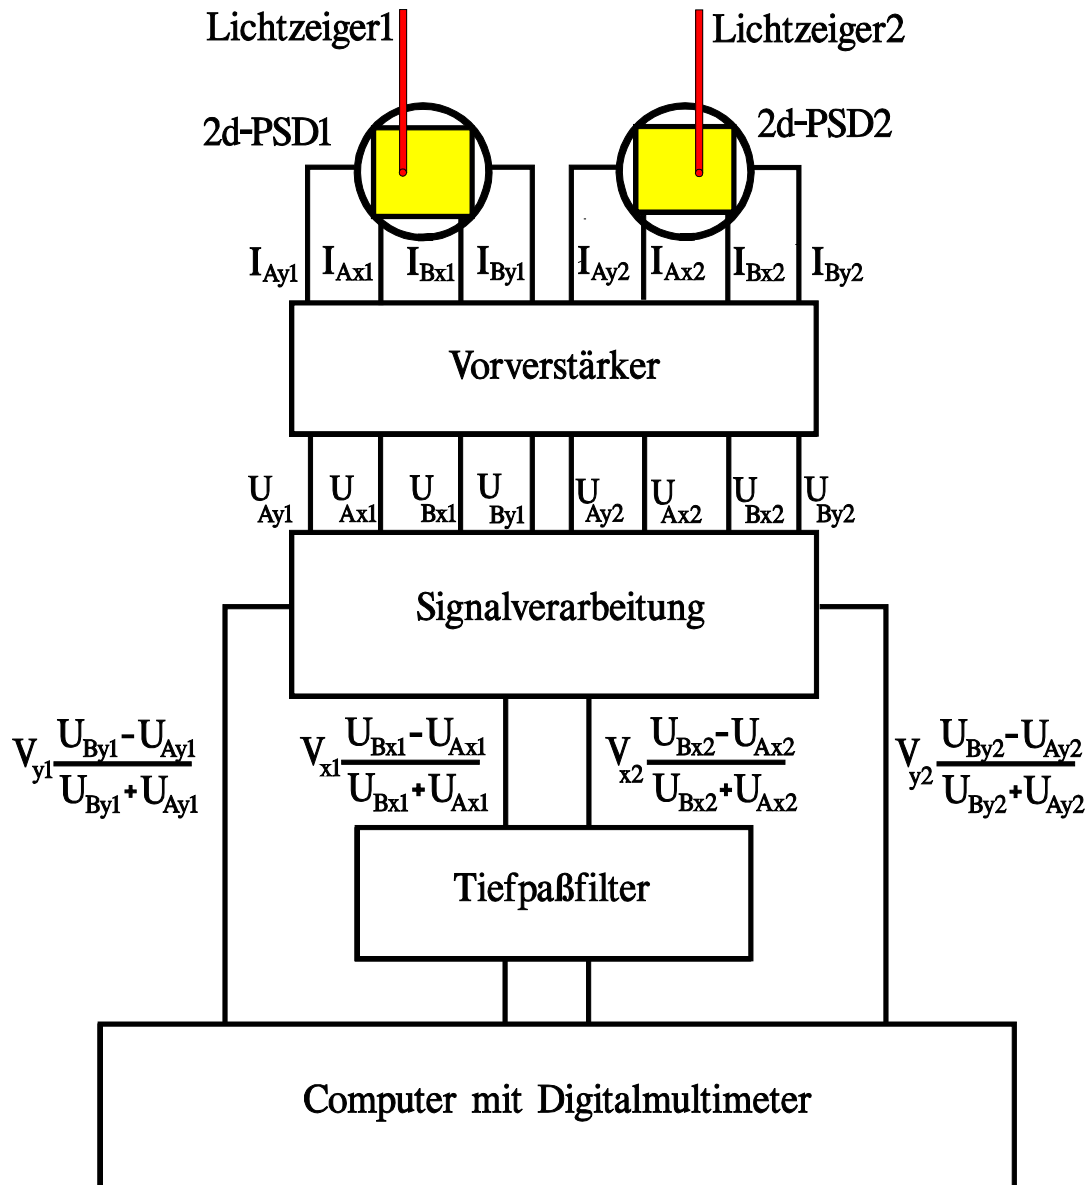 Lichtzeiger1 Lichtzeiger2
2d-PSD1 2d-PSD2
I_Ay1 I_Ax1 I_Bx1 I_By1 I_Ay2 I_Ax2 I_Bx2 I_By2
Vorverstärker
U_Ay1 U_Ax1 U_Bx1 U_By1 U_Ay2 U_Ax2 U_Bx2 U_By2
Signalverarbeitung
V_y1 (U_By1-U_Ay1)/(U_By1+U_Ay1) V_x1 (U_Bx1-U_Ax1)/(U_Bx1+U_Ax1) V_x2 (U_Bx2-U_Ax2)/(U_Bx2+U_Ax2) V_y2 (U_By2-U_Ay2)/(U_By2+U_Ay2)
Tiefpaßfilter
Computer mit Digitalmultimeter